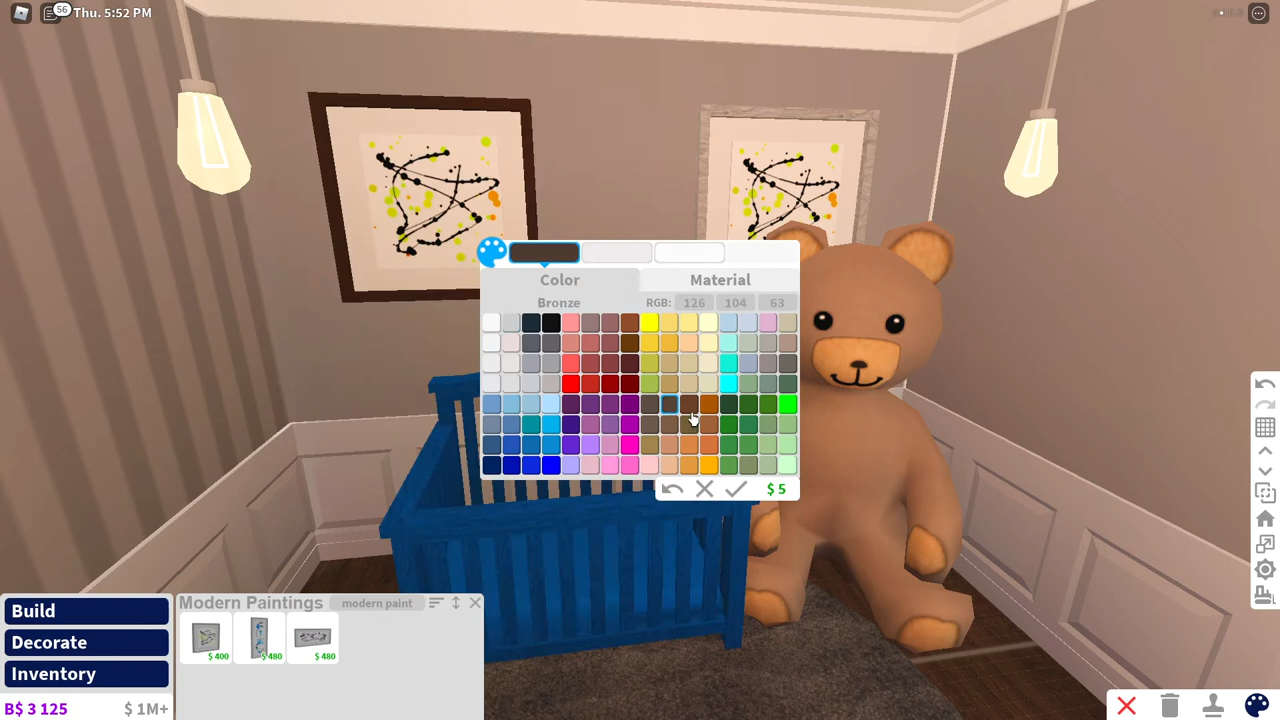 56
Thu. 5:52 PM
Color
Material
Bronze
RGB: 126 104 63
$ 5
Build
Decorate
Inventory
B$ 3 125
$ 1M+
Modern Paintings
modern paint
$ 400
$ 480
$ 480